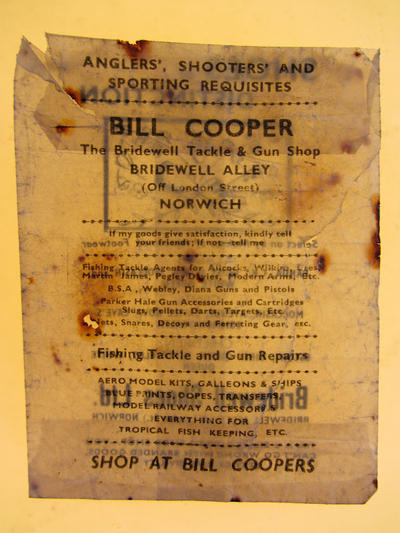 ANGLERS', SHOOTERS' AND
SPORTING REQUISITES
BILL COOPER
The Bridewell Tackle & Gun Shop
BRIDEWELL ALLEY
(Off London Street)
NORWICH
If my goods give satisfaction, kindly tell
your friends; if not—tell me
Fishing Tackle Agents for Allcocks, Wilkins,
Martin James, Pegley Davies, Modern Arms, Etc.
B.S.A., Webley, Diana Guns and Pistols
Parker Hale Gun Accessories and Cartridges
Slugs, Pellets, Darts, Targets, Etc.
Nets, Snares, Decoys and Ferreting Gear, etc.
Fishing Tackle and Gun Repairs
AERO MODEL KITS, GALLEONS & SHIPS
BLUE PRINTS, DOPES, TRANSFERS,
MODEL RAILWAY ACCESSORIES
EVERYTHING FOR
TROPICAL FISH KEEPING, ETC.
SHOP AT BILL COOPERS